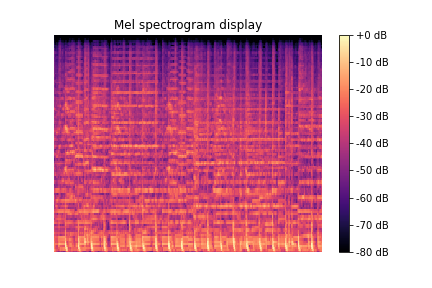 Mel spectrogram display
+0 dB
-10 dB
-20 dB
-30 dB
-40 dB
-50 dB
-60 dB
-70 dB
-80 dB